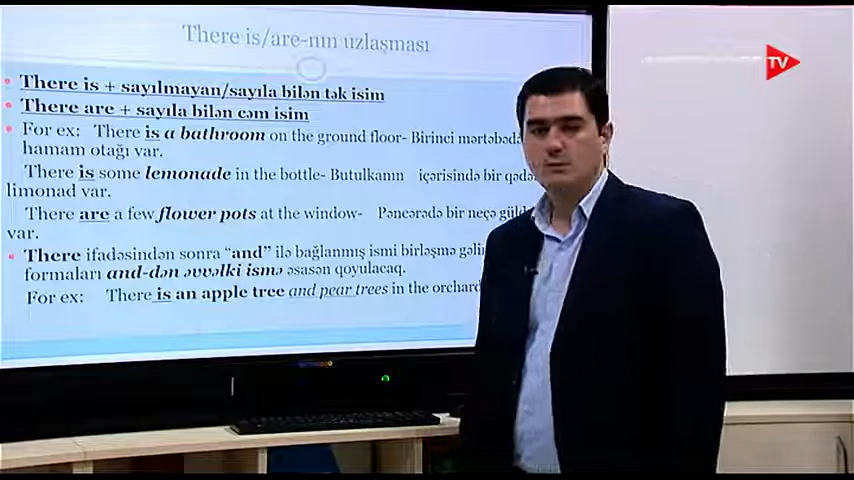 There is/are-nın uzlaşması
TV
There is + sayılmayan/sayıla bilən tək isim
There are + sayıla bilən cəm isim
For ex: There is a bathroom on the ground floor- Birinci mərtəbədə
hamam otağı var.
There is some lemonade in the bottle- Butulkanın içərisində bir qədər
limonad var.
There are a few flower pots at the window- Pəncərədə bir neçə
var.
There ifadəsindən sonra “and” ilə bağlanmış ismi birləşmə
formaları and-dən əvvəlki ismə əsasən qoyulacaq.
For ex: There is an apple tree and pear trees in the orchard